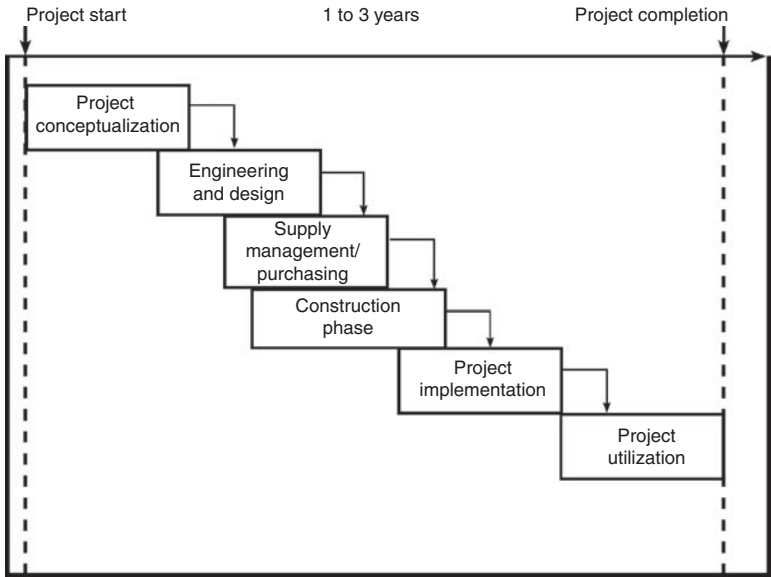 Project start
1 to 3 years
Project completion
Project
conceptualization
Engineering
and design
Supply
management/
purchasing
Construction
phase
Project
implementation
Project
utilization